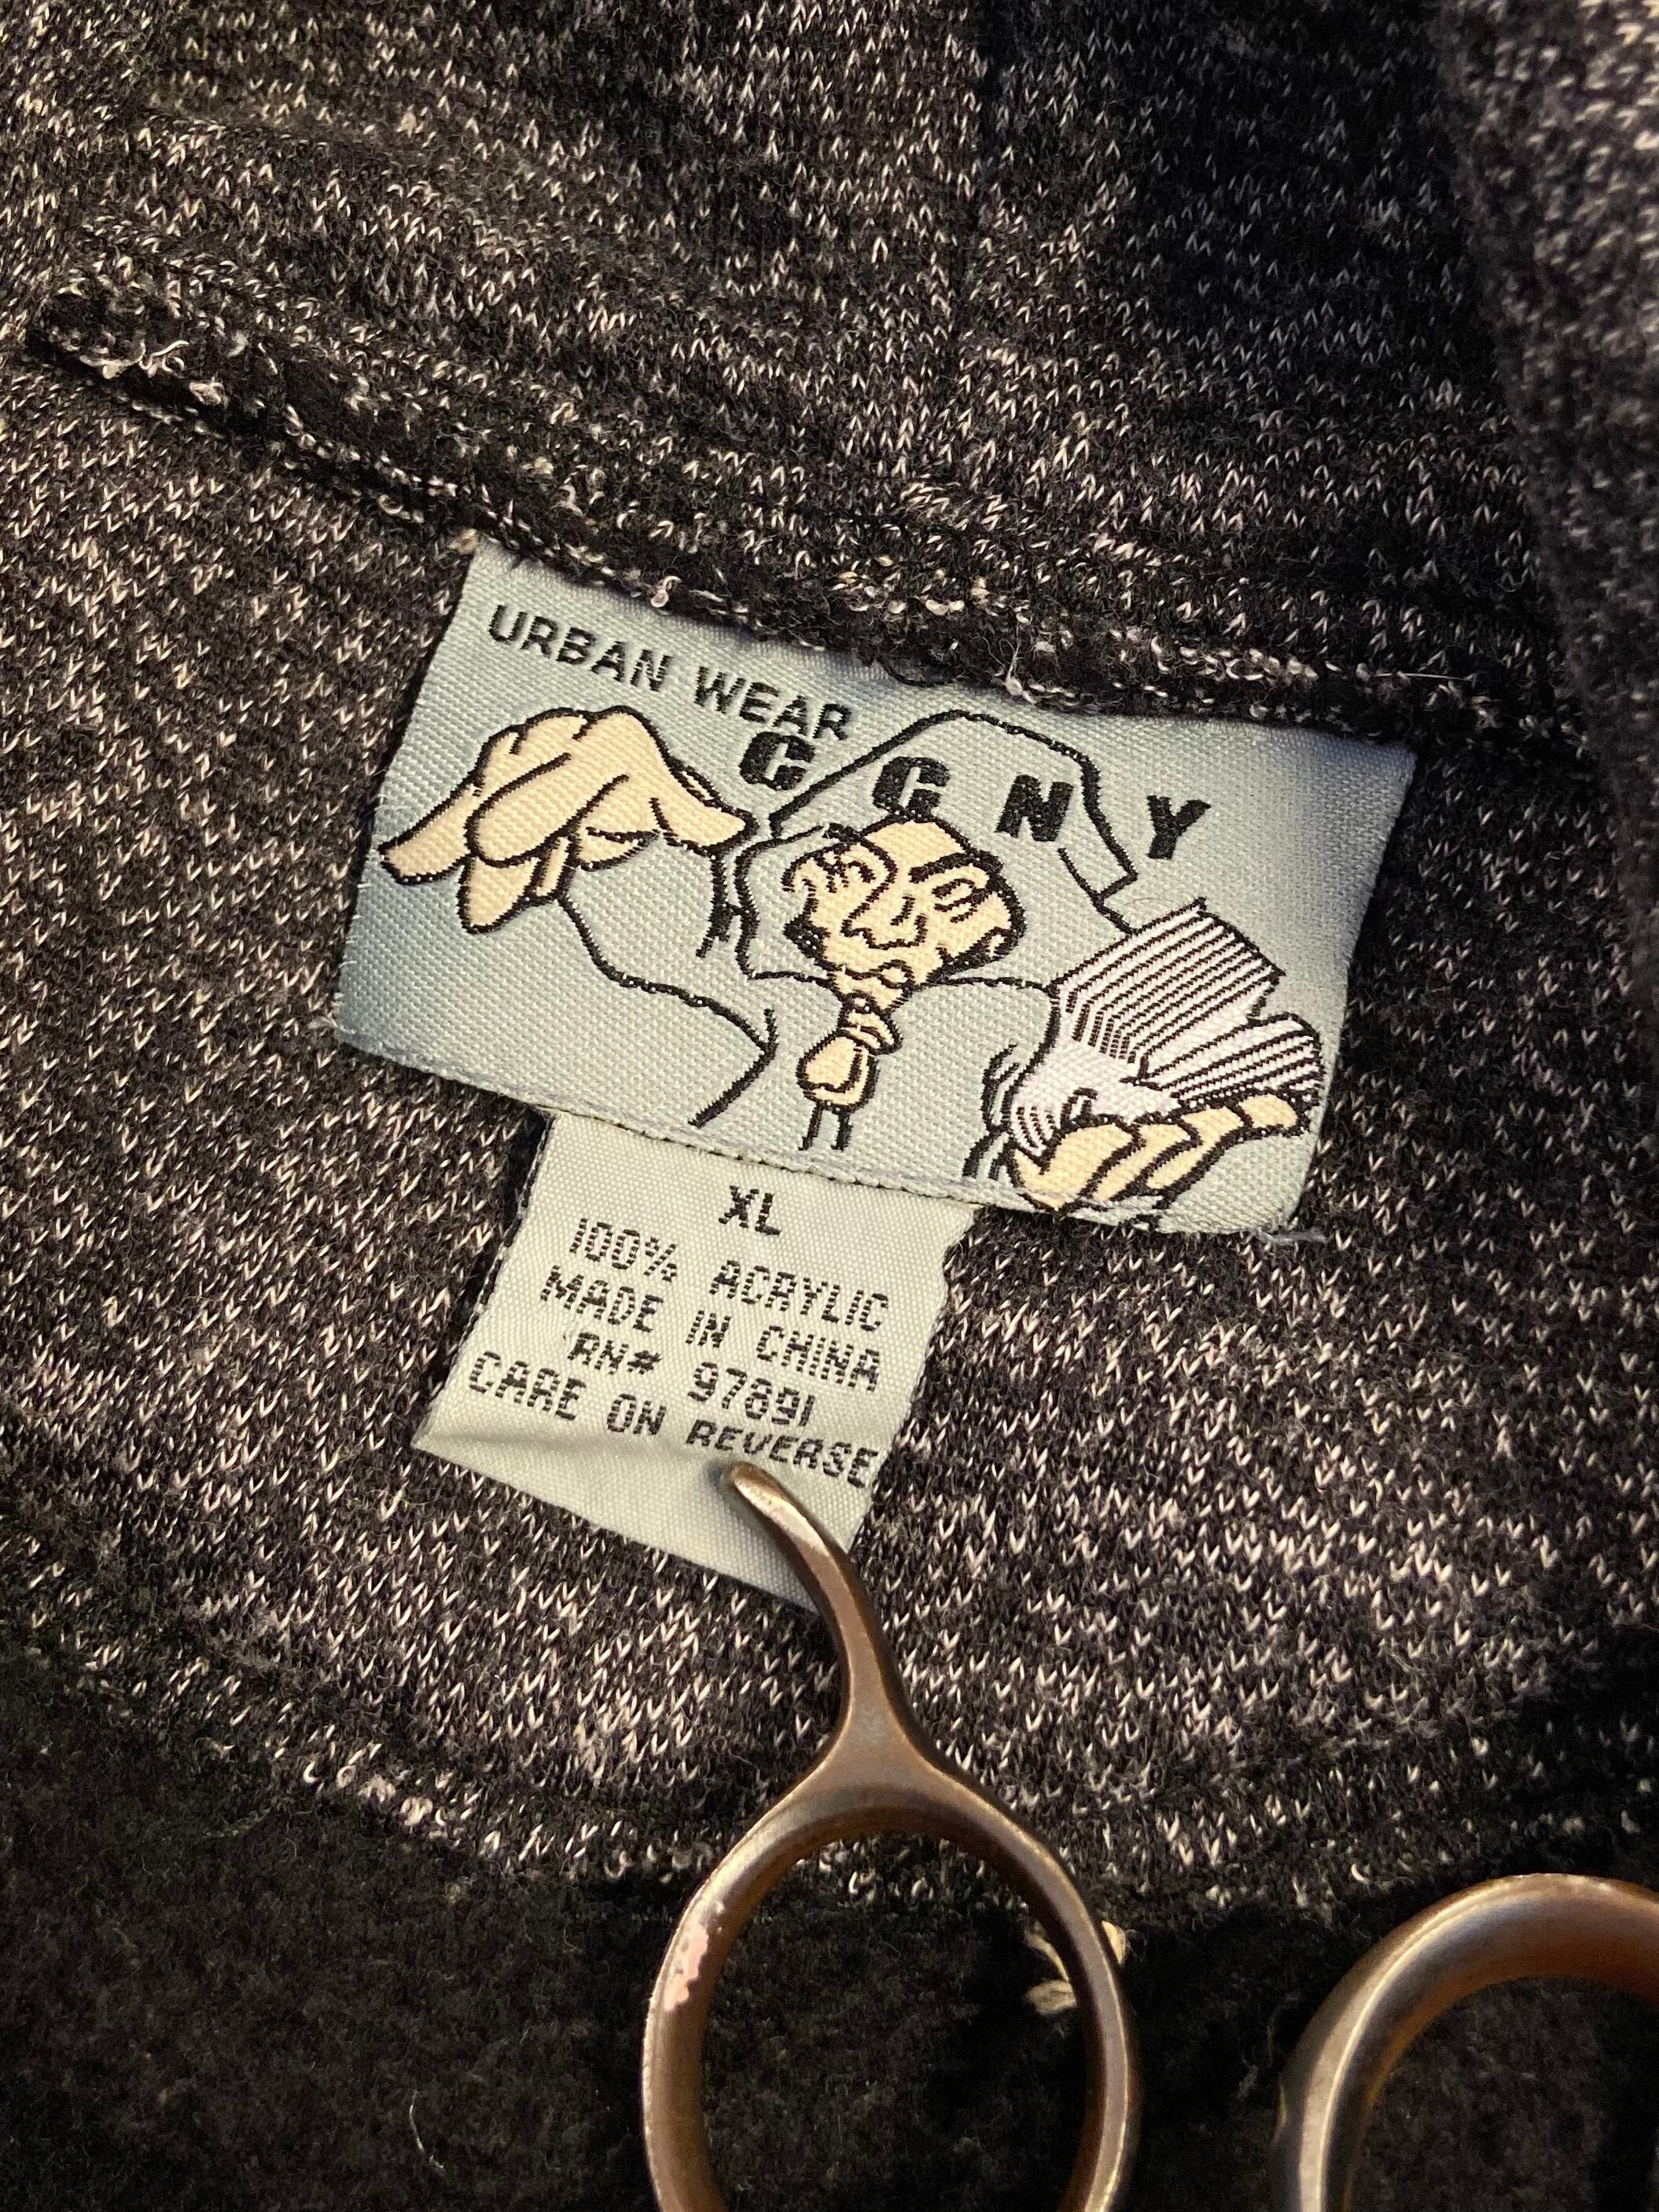 URBAN WEAR
C C N Y
XL
100% ACRYLIC
MADE IN CHINA
RN# 97891
CARE ON REVERSE